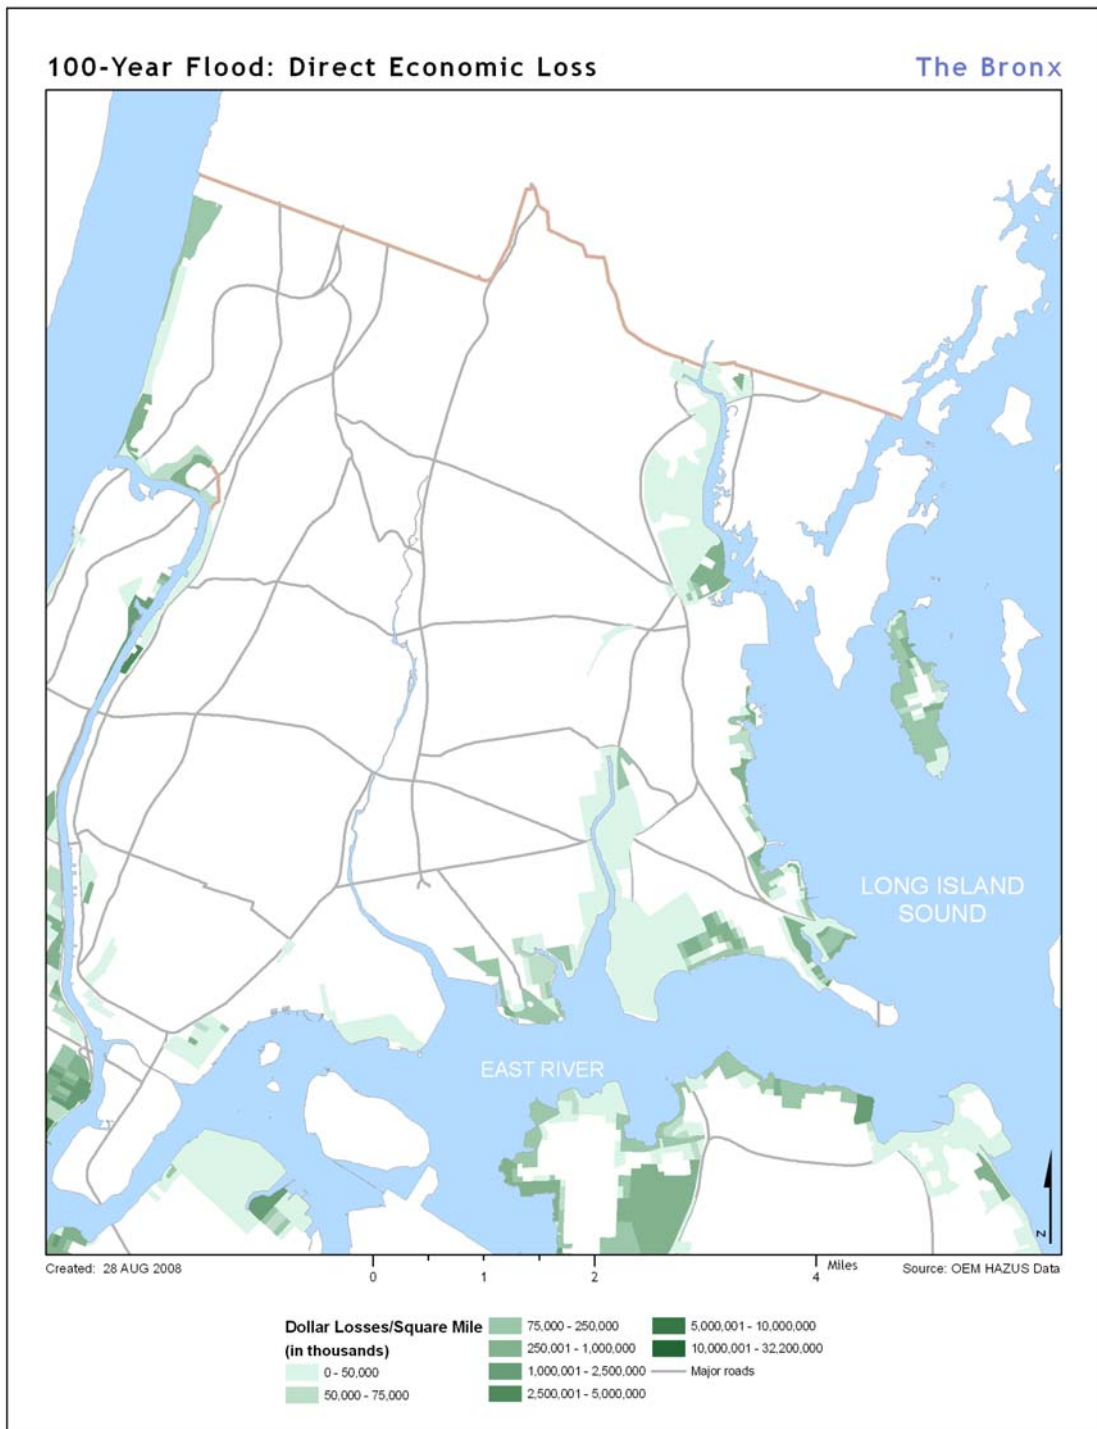 100-Year Flood: Direct Economic Loss
The Bronx
LONG ISLAND
SOUND
EAST RIVER
N
Created: 28 AUG 2008
0
1
2
4
Miles
Source: OEM HAZUS Data
Dollar Losses/Square Mile
(in thousands)
0 - 50,000
50,000 - 75,000
75,000 - 250,000
250,001 - 1,000,000
1,000,001 - 2,500,000
2,500,001 - 5,000,000
5,000,001 - 10,000,000
10,000,001 - 32,200,000
Major roads